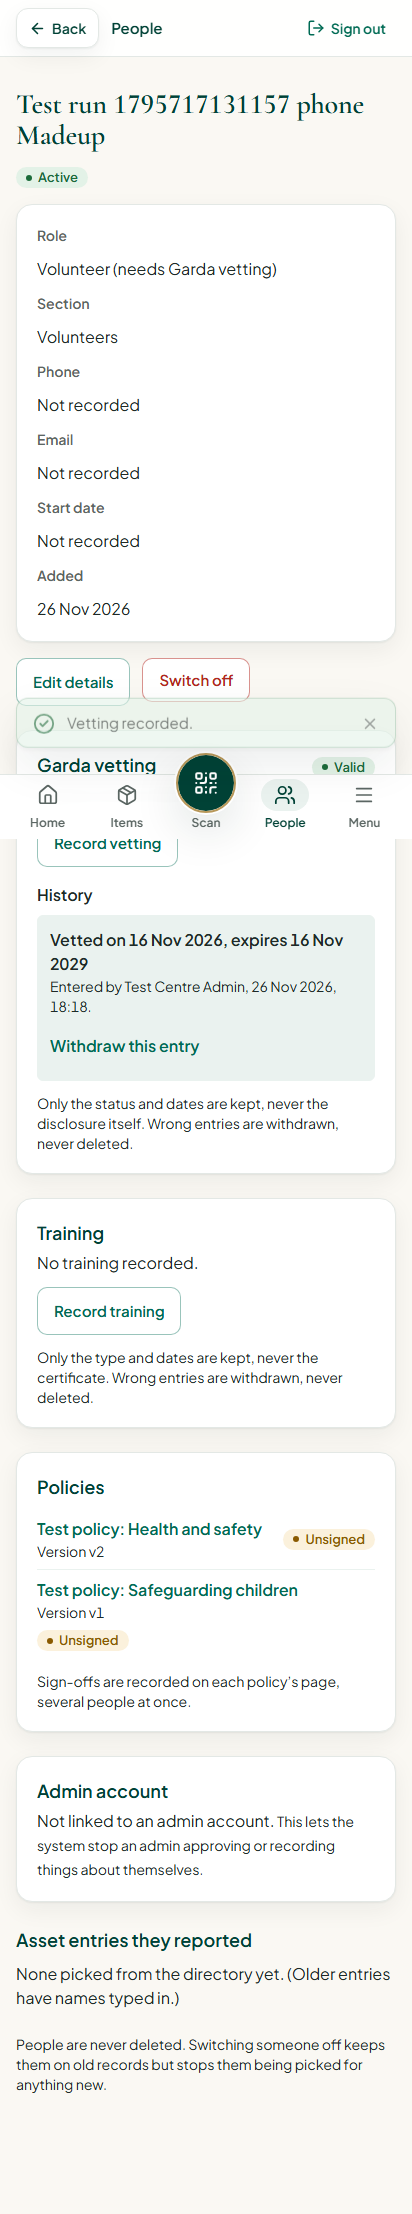 Back
People
Sign out
Test run 1795717131157 phone
Madeup
Active
Role
Volunteer (needs Garda vetting)
Section
Volunteers
Phone
Not recorded
Email
Not recorded
Start date
Not recorded
Added
26 Nov 2026
Edit details
Switch off
Vetting recorded.
Garda vetting
Valid
Home
Items
Scan
People
Menu
Record vetting
History
Vetted on 16 Nov 2026, expires 16 Nov
2029
Entered by Test Centre Admin, 26 Nov 2026,
18:18.
Withdraw this entry
Only the status and dates are kept, never the
disclosure itself. Wrong entries are withdrawn,
never deleted.
Training
No training recorded.
Record training
Only the type and dates are kept, never the
certificate. Wrong entries are withdrawn, never
deleted.
Policies
Test policy: Health and safety
Version v2
Unsigned
Test policy: Safeguarding children
Version v1
Unsigned
Sign-offs are recorded on each policy's page,
several people at once.
Admin account
Not linked to an admin account. This lets the
system stop an admin approving or recording
things about themselves.
Asset entries they reported
None picked from the directory yet. (Older entries
have names typed in.)
People are never deleted. Switching someone off keeps
them on old records but stops them being picked for
anything new.